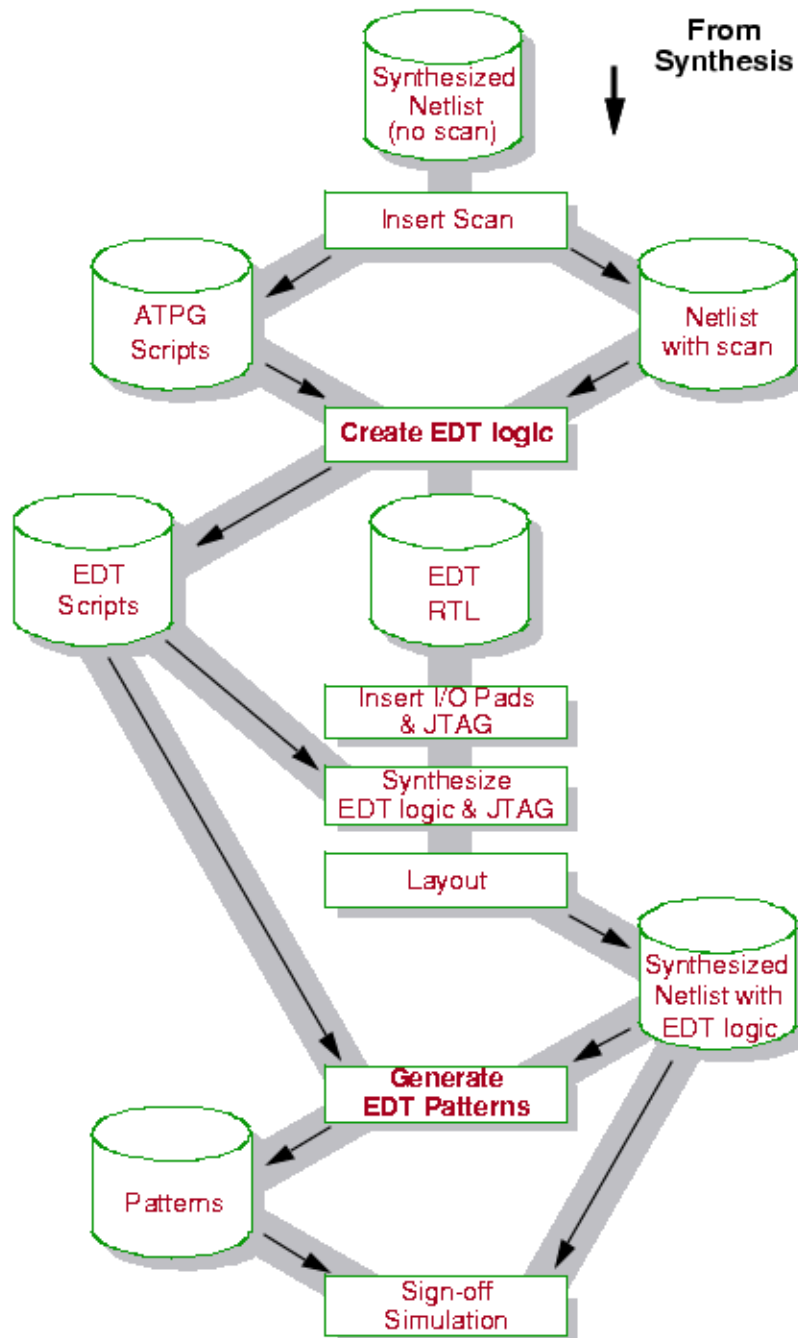 From
Synthesis
Synthesized
Netlist
(no scan)
Insert Scan
ATPG
Scripts
Netlist
with scan
Create EDT logic
EDT
Scripts
EDT
RTL
Insert I/O Pads
& JTAG
Synthesize
EDT logic & JTAG
Layout
Synthesized
Netlist with
EDT logic
Generate
EDT Patterns
Patterns
Sign-off
Simulation